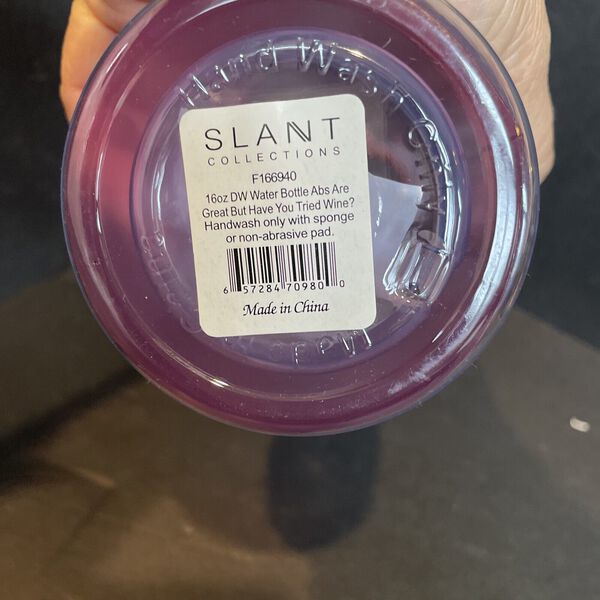 Hand Wash Only
SLANT
COLLECTIONS
F166940
16oz DW Water Bottle Abs Are
Great But Have You Tried Wine?
Handwash only with sponge
or non-abrasive pad.
6 57284 70980 0
Made in China